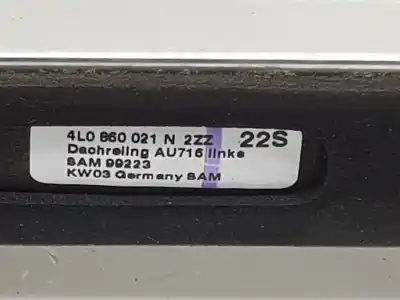 4L0 860 021 N 2ZZ 22S
Dachreling AU716 links
SAM 99223
KW03 Germany SAM